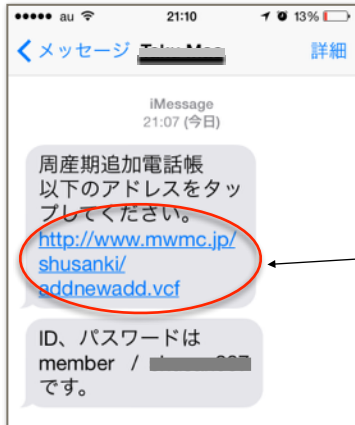 au 21:10 13%
メッセージ 詳細
iMessage
21:07 (今日)
周産期追加電話帳
以下のアドレスをタッ
プしてください。
http://www.mwmc.jp/
shusanki/
addnewadd.vcf
ID、パスワードは
member /
です。